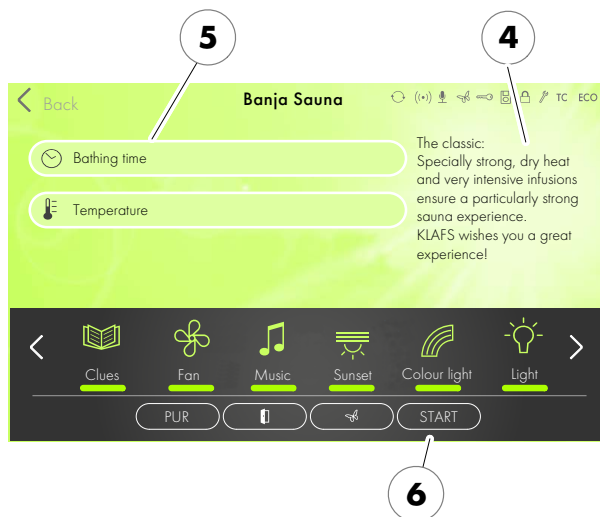 5
4
Back
Banja Sauna
TC ECO
Bathing time
Temperature
The classic:
Specially strong, dry heat
and very intensive infusions
ensure a particularly strong
sauna experience.
KLAFS wishes you a great
experience!
Clues
Fan
Music
Sunset
Colour light
Light
PUR
START
6